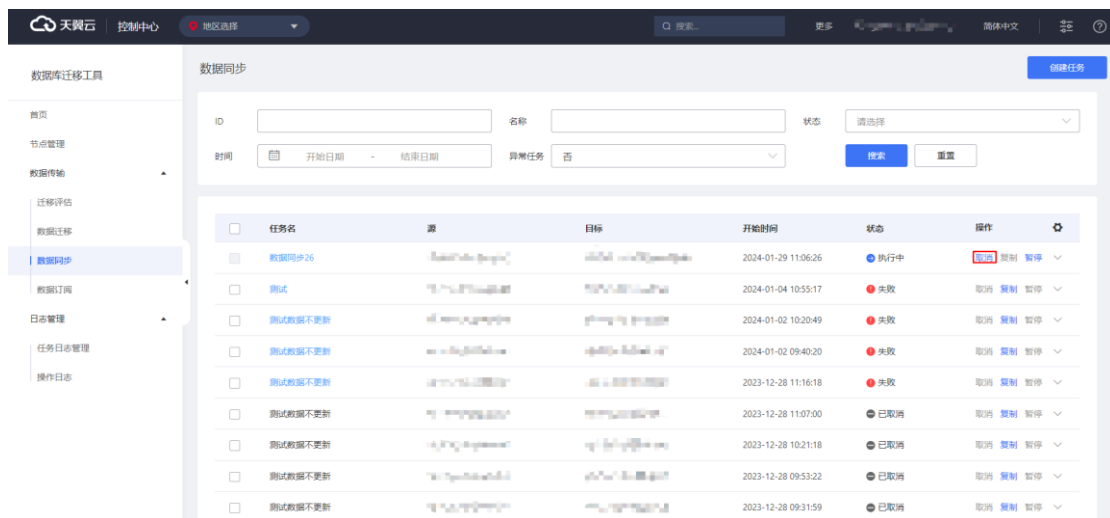 天翼云 控制中心 地区选择 搜索... 更多 简体中文
数据库迁移工具
首页
节点管理
数据传输
迁移评估
数据迁移
数据同步
数据订阅
日志管理
任务日志管理
操作日志
数据同步 创建任务
ID 名称 状态 请选择
时间 开始日期 - 结束日期 异常任务 否 搜索 重置
任务名 源 目标 开始时间 状态 操作
数据同步26 2024-01-29 11:06:26 执行中 取消 复制 暂停
测试 2024-01-04 10:55:17 失败 取消 复制 暂停
测试数据不更新 2024-01-02 10:20:49 失败 取消 复制 暂停
测试数据不更新 2024-01-02 09:40:20 失败 取消 复制 暂停
测试数据不更新 2023-12-28 11:16:18 失败 取消 复制 暂停
测试数据不更新 2023-12-28 11:07:00 已取消 取消 复制 暂停
测试数据不更新 2023-12-28 10:21:18 已取消 取消 复制 暂停
测试数据不更新 2023-12-28 09:53:22 已取消 取消 复制 暂停
测试数据不更新 2023-12-28 09:31:59 已取消 取消 复制 暂停